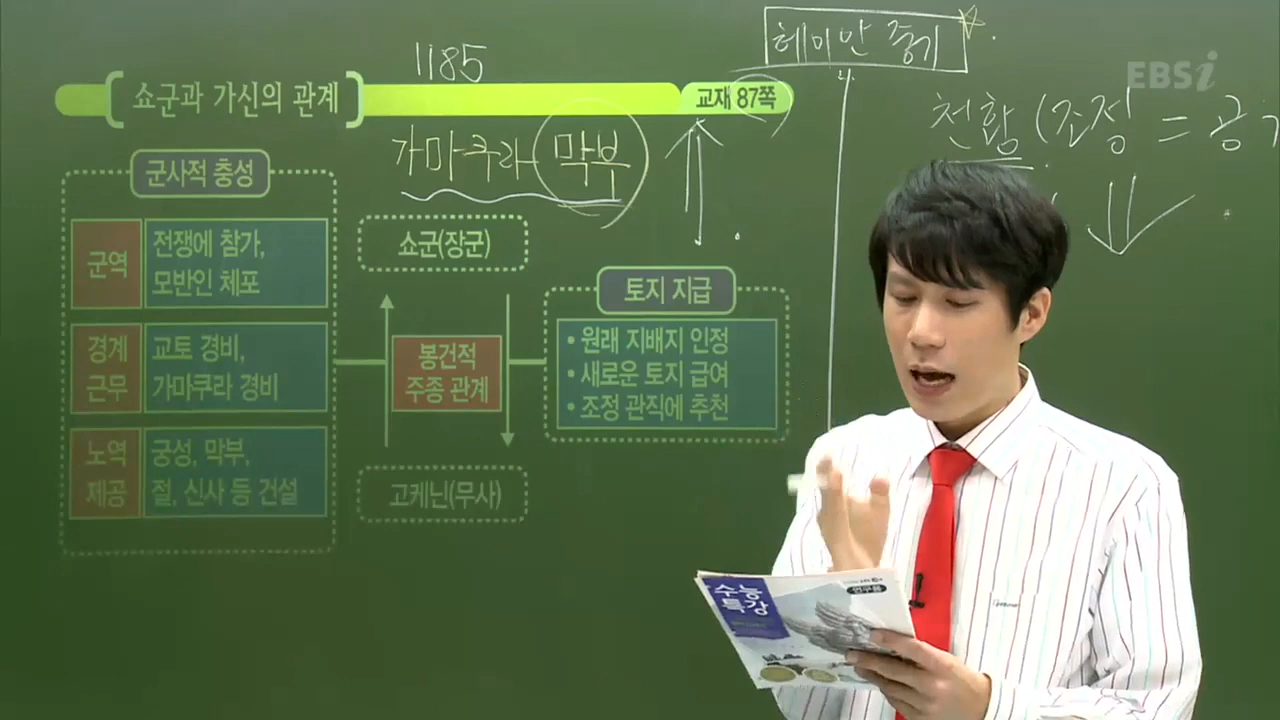 헤이안 중기
1185
EBSi
쇼군과 가신의 관계
교재 87쪽
천황 (조정 =
가마쿠라 막부
군사적 충성
군역
전쟁에 참가,
모반인 체포
경계
근무
교토 경비,
가마쿠라 경비
노역
제공
궁성, 막부,
절, 신사 등 건설
쇼군(장군)
봉건적
주종 관계
고케닌(무사)
토지 지급
• 원래 지배지 인정
• 새로운 토지 급여
• 조정 관직에 추천
수능
특강